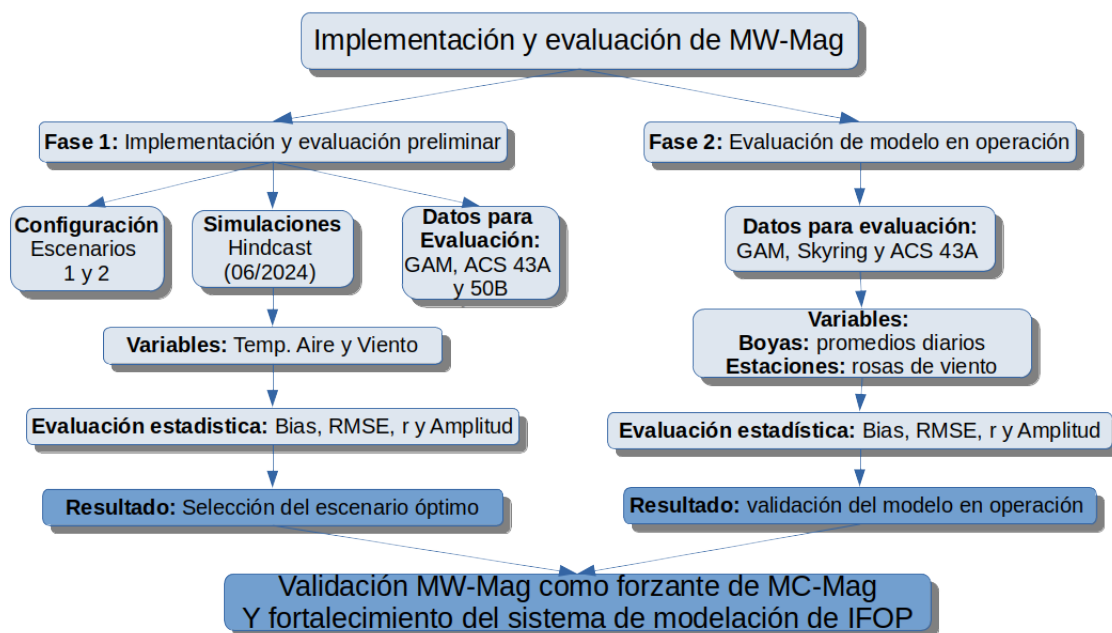 Implementación y evaluación de MW-Mag
Fase 1: Implementación y evaluación preliminar
Fase 2: Evaluación de modelo en operación
Configuración
Escenarios
1 y 2
Simulaciones
Hindcast
(06/2024)
Datos para
Evaluación:
GAM, ACS 43A
y 50B
Datos para evaluación:
GAM, Skyring y ACS 43A
Variables: Temp. Aire y Viento
Variables:
Boyas: promedios diarios
Estaciones: rosas de viento
Evaluación estadistica: Bias, RMSE, r y Amplitud
Evaluación estadística: Bias, RMSE, r y Amplitud
Resultado: Selección del escenario óptimo
Resultado: validación del modelo en operación
Validación MW-Mag como forzante de MC-Mag
Y fortalecimiento del sistema de modelación de IFOP